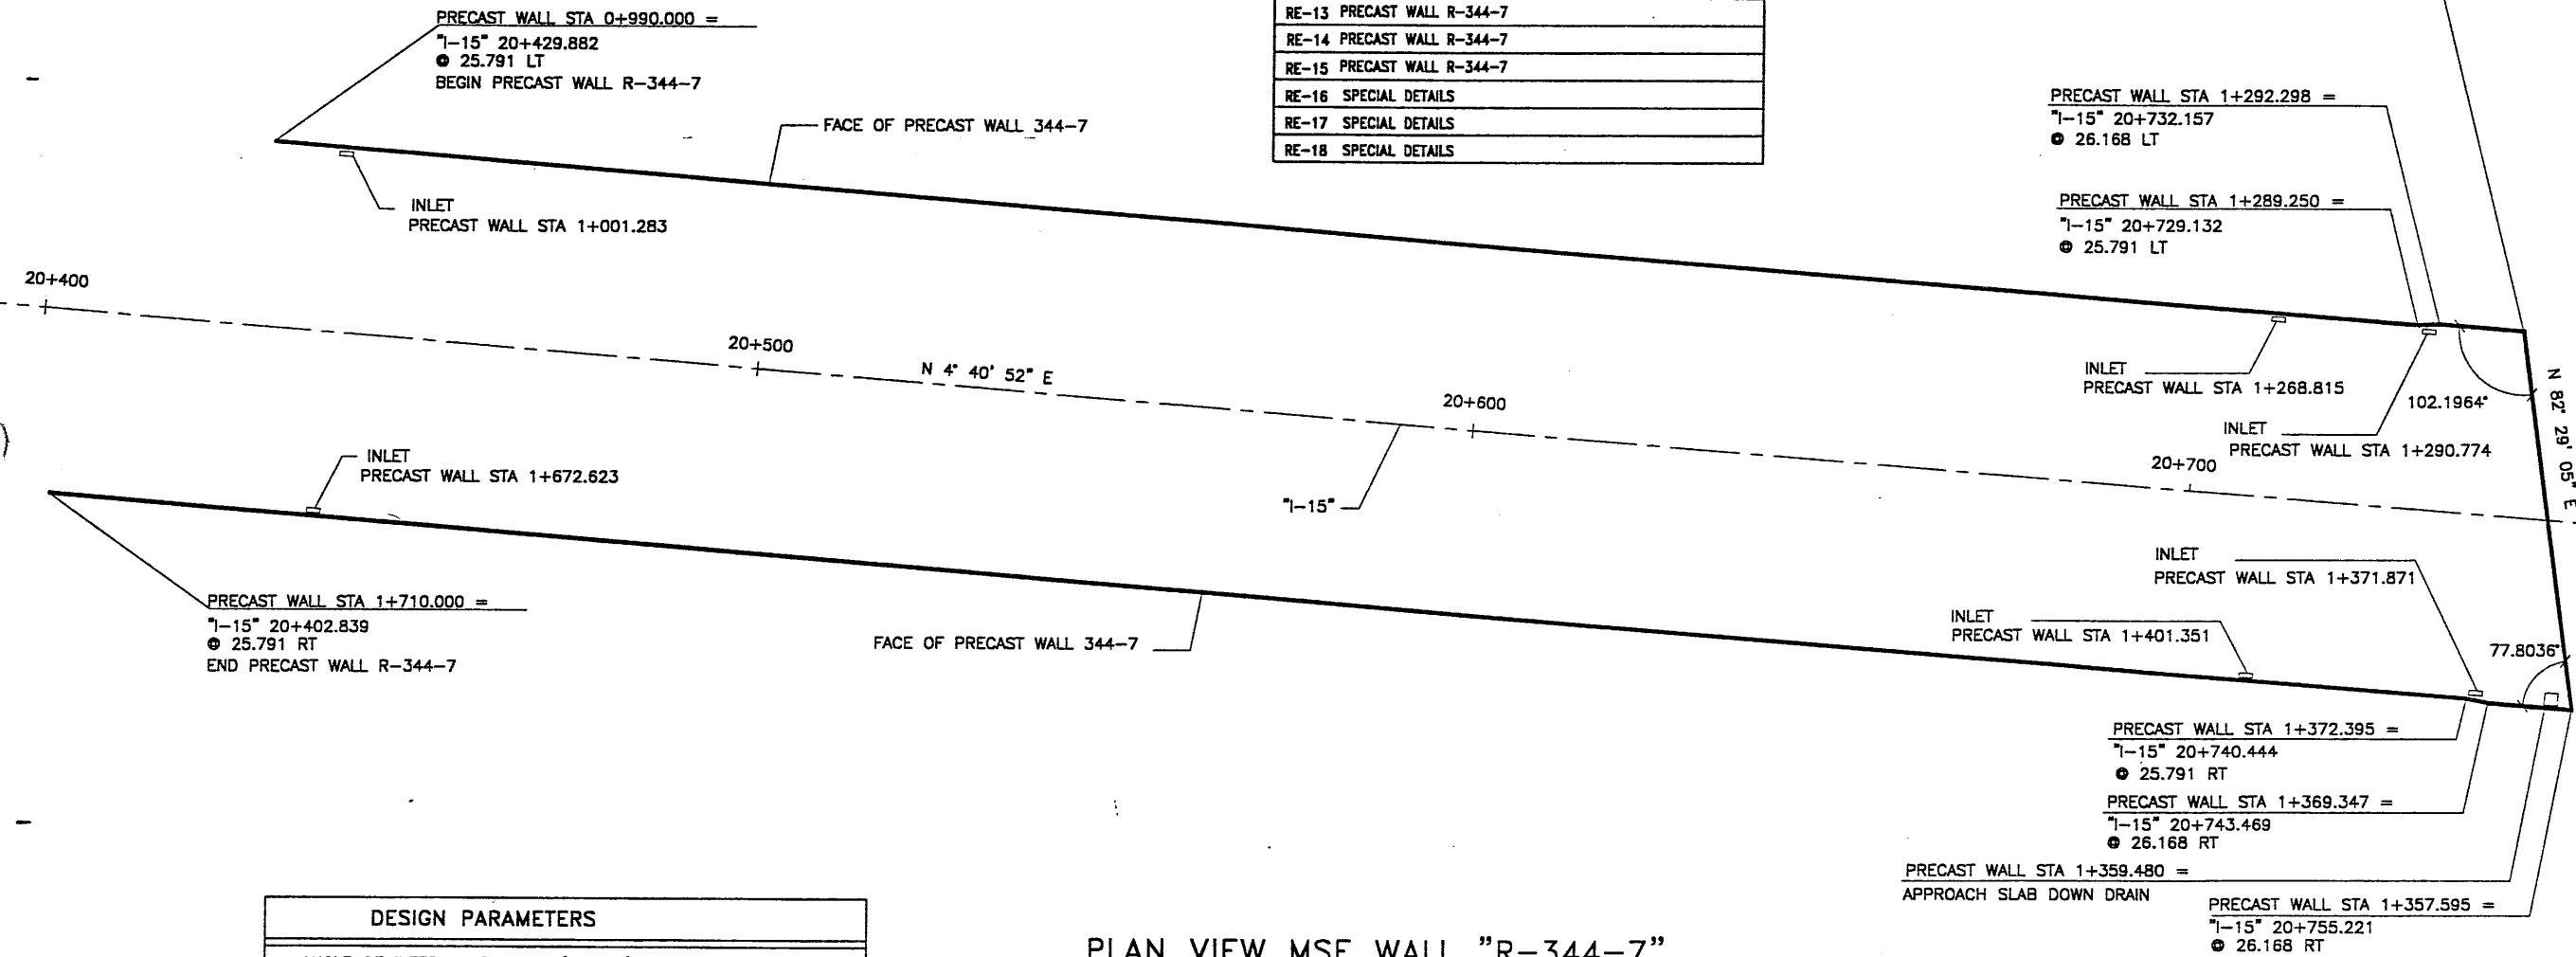 PRECAST WALL STA 0+990.000 =
"I-15" 20+429.882
@ 25.791 LT
BEGIN PRECAST WALL R-344-7
RE-13 PRECAST WALL R-344-7
RE-14 PRECAST WALL R-344-7
RE-15 PRECAST WALL R-344-7
RE-16 SPECIAL DETAILS
RE-17 SPECIAL DETAILS
RE-18 SPECIAL DETAILS
PRECAST WALL STA 1+292.298 =
"I-15" 20+732.157
@ 26.168 LT
FACE OF PRECAST WALL 344-7
PRECAST WALL STA 1+289.250 =
"I-15" 20+729.132
@ 25.791 LT
INLET
PRECAST WALL STA 1+001.283
20+400
20+500
N 4° 40' 52" E
20+600
20+700
INLET
PRECAST WALL STA 1+268.815
102.1964°
N 82° 29' 05" E
INLET
PRECAST WALL STA 1+290.774
INLET
PRECAST WALL STA 1+672.623
"I-15"
INLET
PRECAST WALL STA 1+371.871
PRECAST WALL STA 1+710.000 =
"I-15" 20+402.839
@ 25.791 RT
END PRECAST WALL R-344-7
FACE OF PRECAST WALL 344-7
INLET
PRECAST WALL STA 1+401.351
77.8036°
PRECAST WALL STA 1+372.395 =
"I-15" 20+740.444
@ 25.791 RT
PRECAST WALL STA 1+369.347 =
"I-15" 20+743.469
@ 26.168 RT
PRECAST WALL STA 1+359.480 =
APPROACH SLAB DOWN DRAIN
PRECAST WALL STA 1+357.595 =
"I-15" 20+755.221
@ 26.168 RT
DESIGN PARAMETERS
PLAN VIEW MSE WALL "R-344-7"